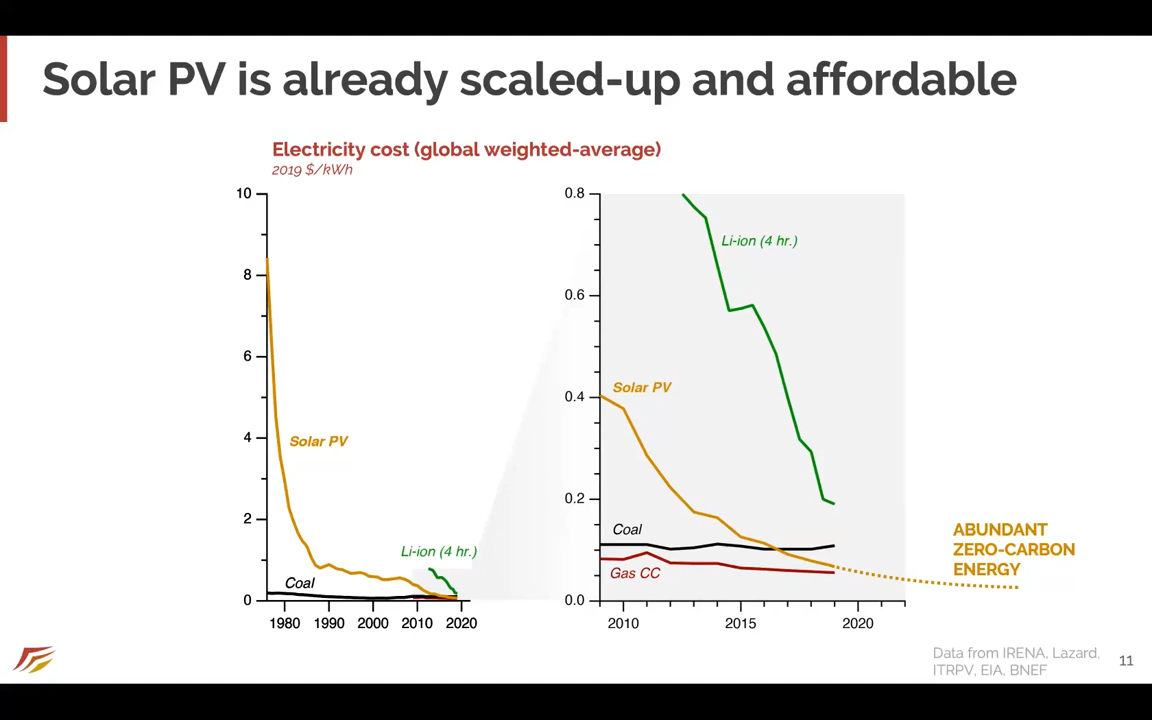 Solar PV is already scaled-up and affordable
Electricity cost (global weighted-average)
2019 $/kWh
10
8
6
4
2
0
Solar PV
Li-ion (4 hr.)
Coal
1980 1990 2000 2010 2020
0.8
0.6
0.4
0.2
0.0
Li-ion (4 hr.)
Solar PV
Coal
Gas CC
2010 2015 2020
ABUNDANT
ZERO-CARBON
ENERGY
Data from IRENA, Lazard,
ITRPV, EIA, BNEF
11